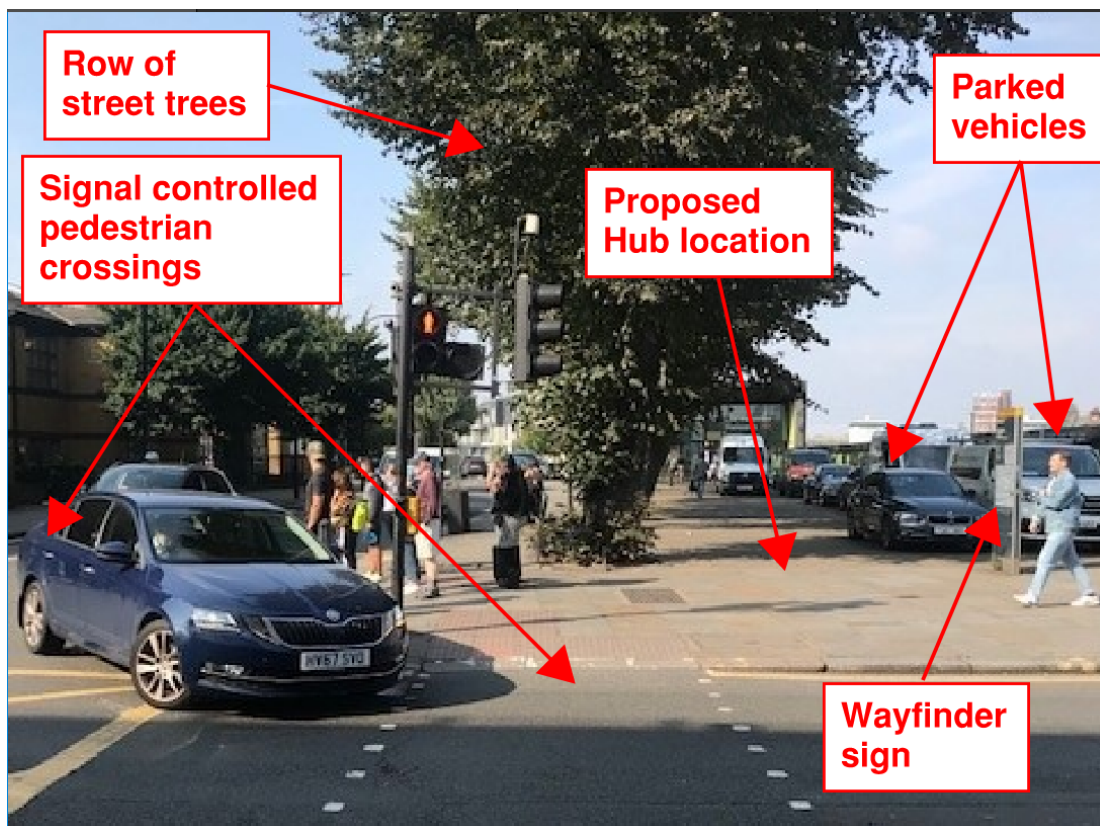 Row of
street trees
Parked
vehicles
Signal controlled
pedestrian
crossings
Proposed
Hub location
Wayfinder
sign